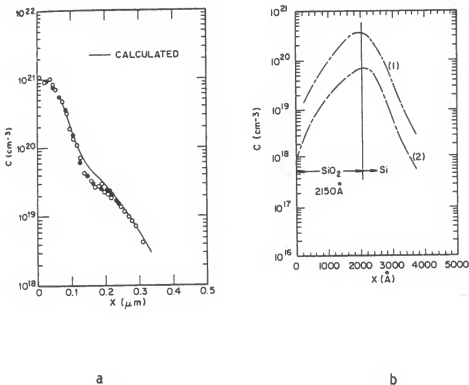 10²²
10²¹
10²⁰
10¹⁹
10¹⁸
C (cm⁻³)
CALCULATED
0 0.1 0.2 0.3 0.4 0.5
X (μm)
a
10²¹
10²⁰
10¹⁹
10¹⁸
10¹⁷
10¹⁶
C (cm⁻³)
(1)
(2)
SiO₂ Si
2150Å
0 1000 2000 3000 4000 5000
X(Å)
b